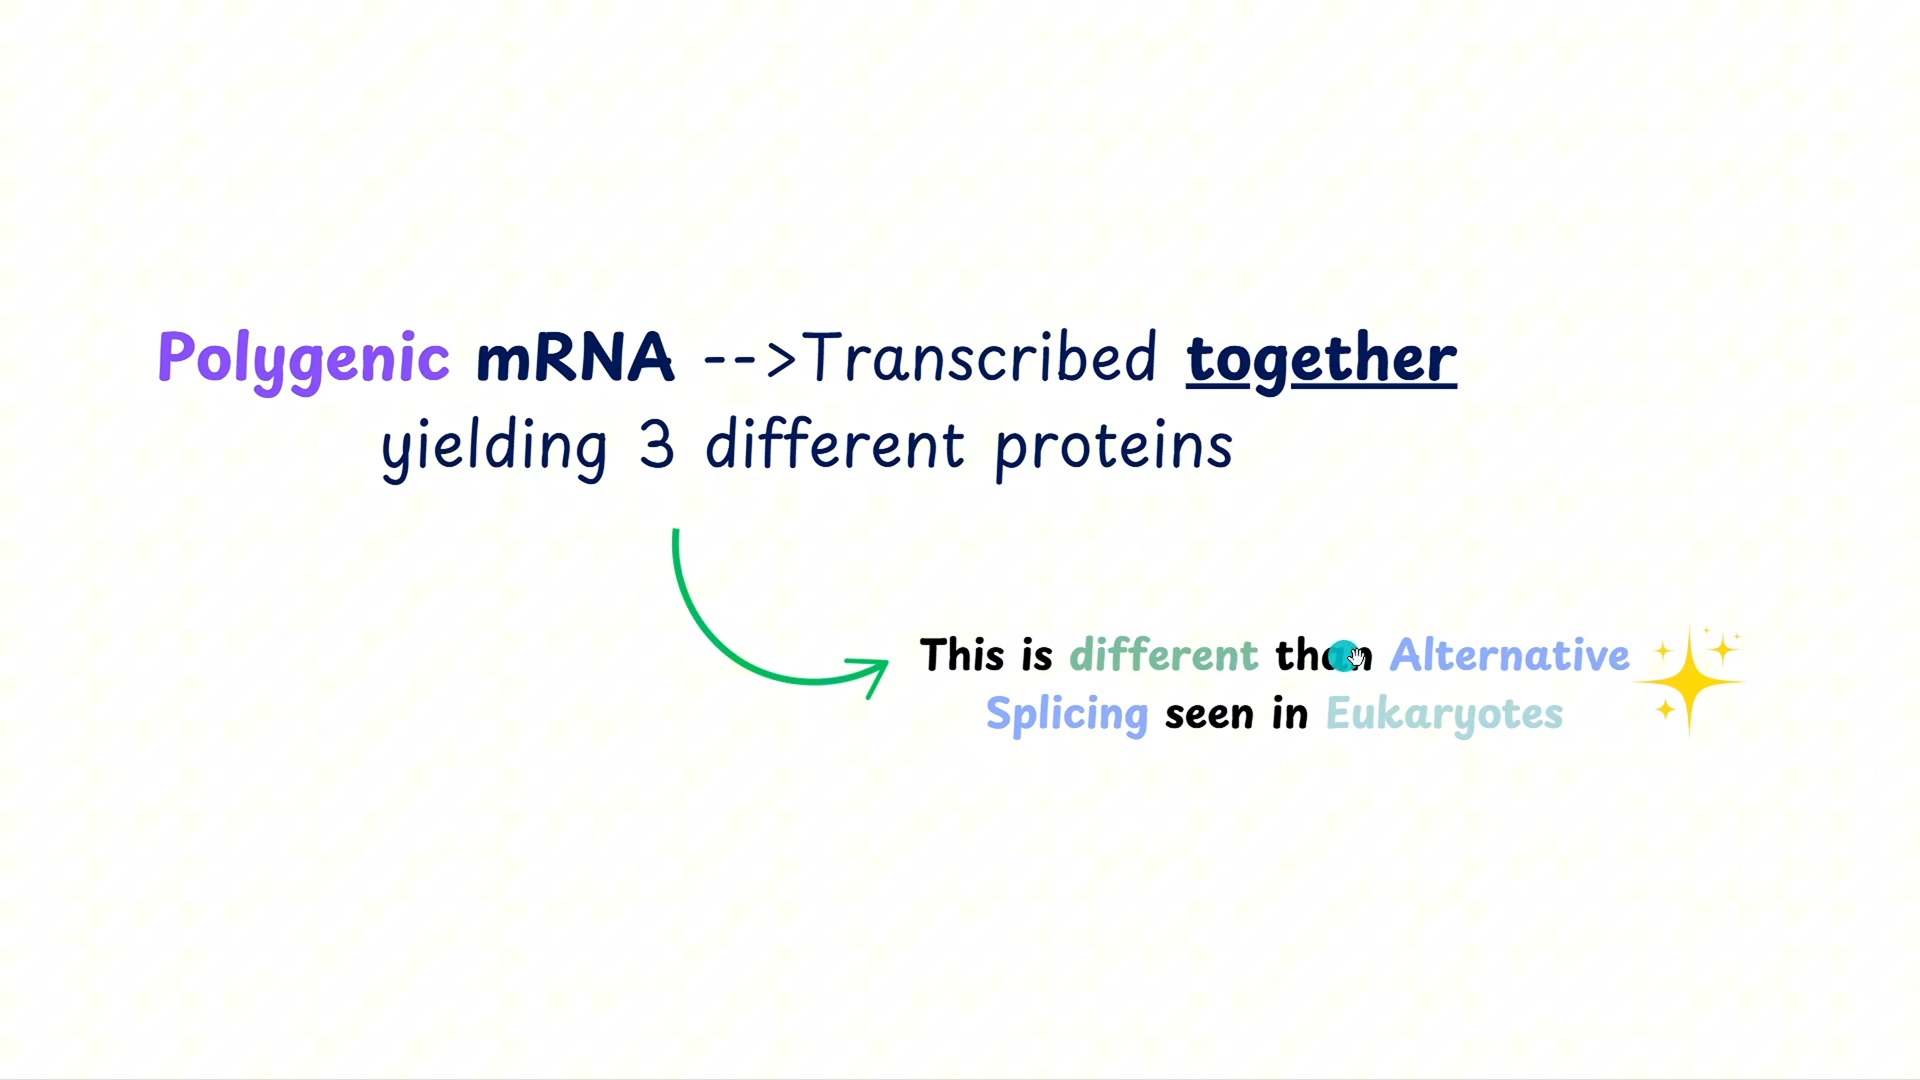 Polygenic mRNA -->Transcribed together
yielding 3 different proteins
This is different than Alternative
Splicing seen in Eukaryotes